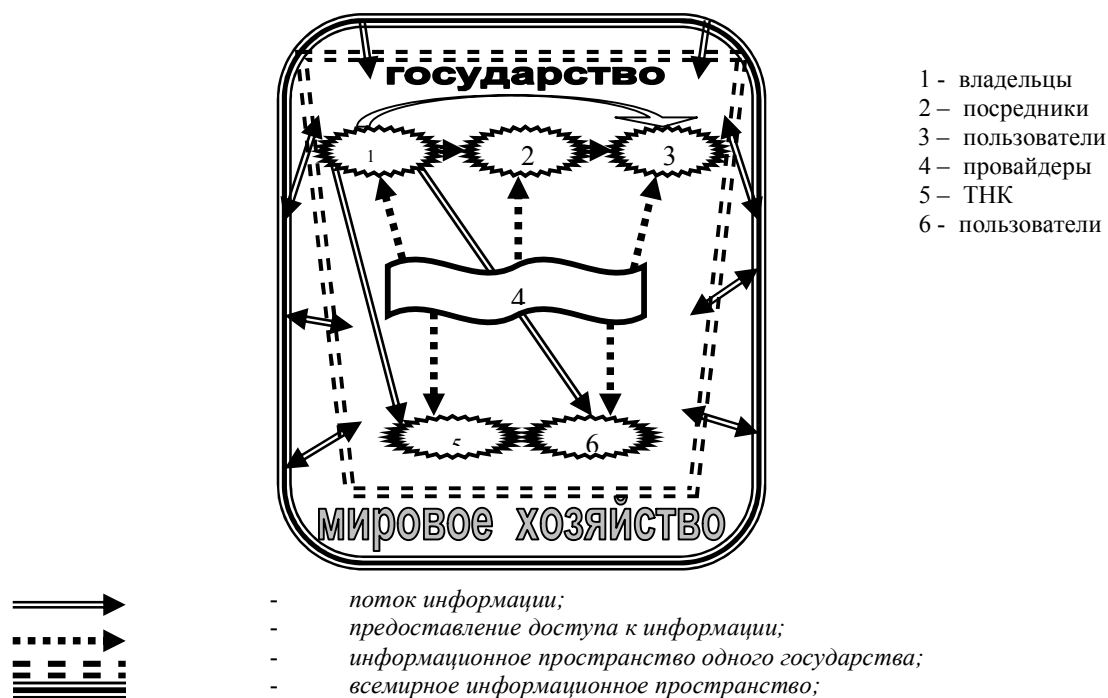 государство
1 - владельцы
2 – посредники
3 – пользователи
4 – провайдеры
5 – ТНК
6 - пользователи
1
2
3
4
5
6
мировое хозяйство
- поток информации;
- предоставление доступа к информации;
- информационное пространство одного государства;
- всемирное информационное пространство;